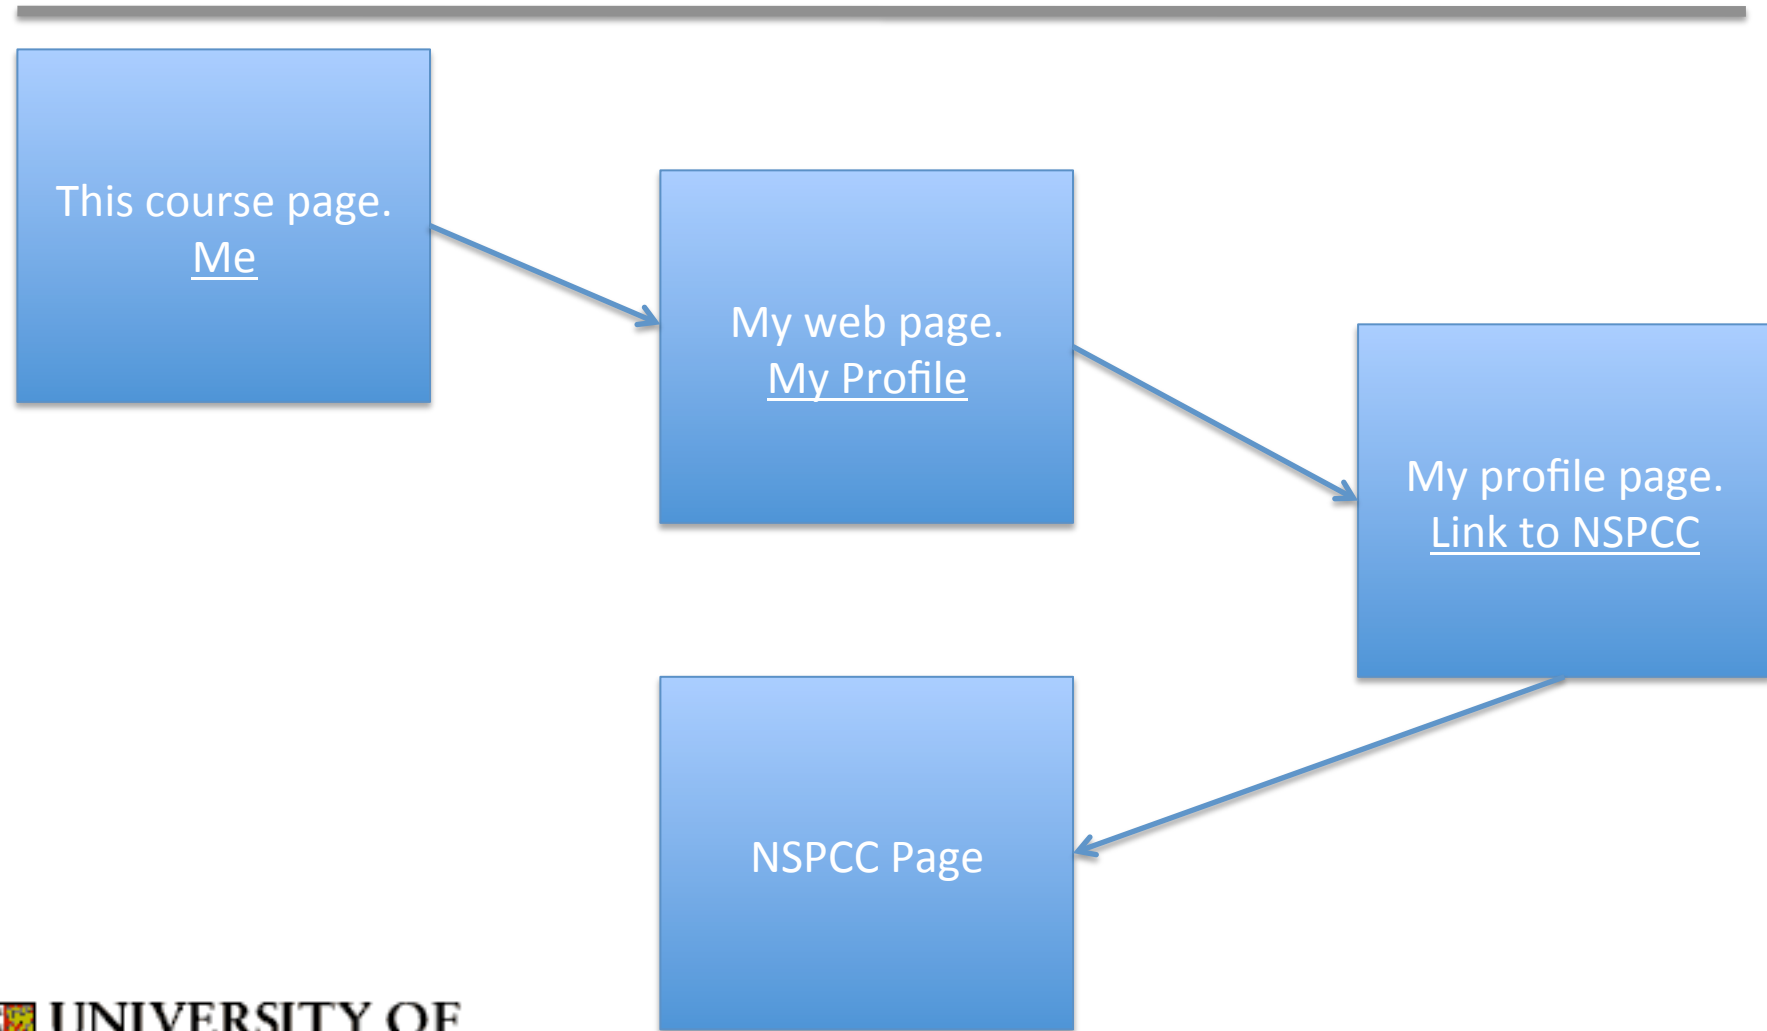 This course page.
Me
My web page.
My Profile
My profile page.
Link to NSPCC
NSPCC Page
UNIVERSITY OF